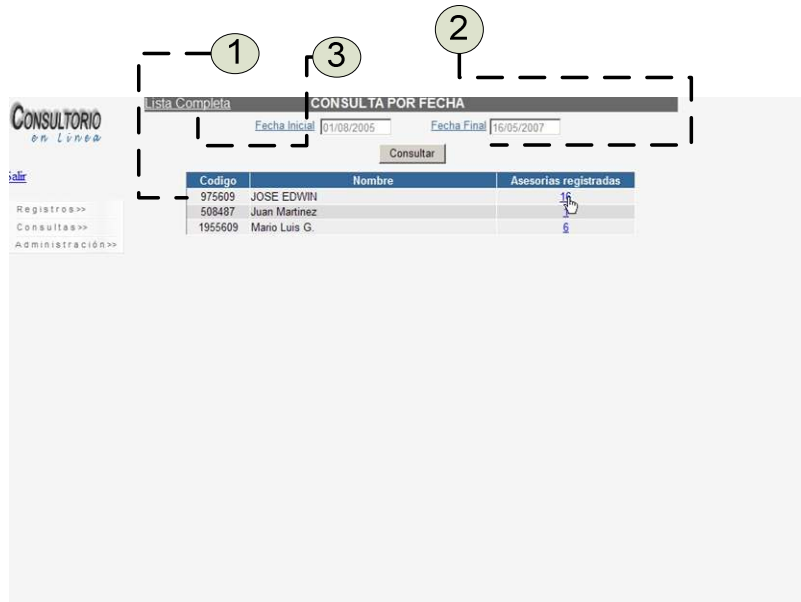 1
3
2
CONSULTORIO
en línea
Lista Completa CONSULTA POR FECHA
Fecha Inicial 01/08/2005 Fecha Final 16/05/2007
Consultar
Salir
Codigo Nombre Asesorias registradas
975609 JOSE EDWIN 16
508487 Juan Martinez
1955609 Mario Luis G. 6
Registros>>
Consultas>>
Administración>>